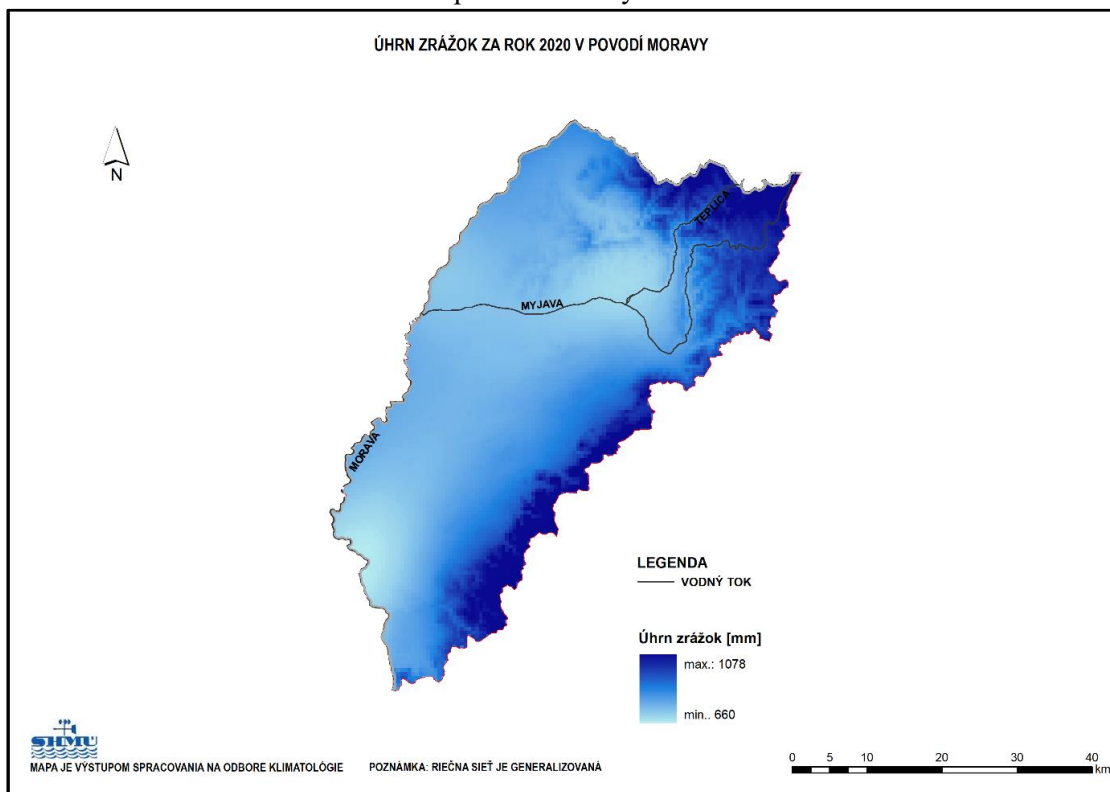 ÚHRN ZRÁŽOK ZA ROK 2020 V POVODÍ MORAVY
N
TEPLICA
MYJAVA
MORAVA
LEGENDA
VODNÝ TOK
Úhrn zrážok [mm]
max.: 1078
min.. 660
SHMÚ
MAPA JE VÝSTUPOM SPRACOVANIA NA ODBORE KLIMATOLÓGIE
POZNÁMKA: RIEČNA SIEŤ JE GENERALIZOVANÁ
0 5 10 20 30 40
km